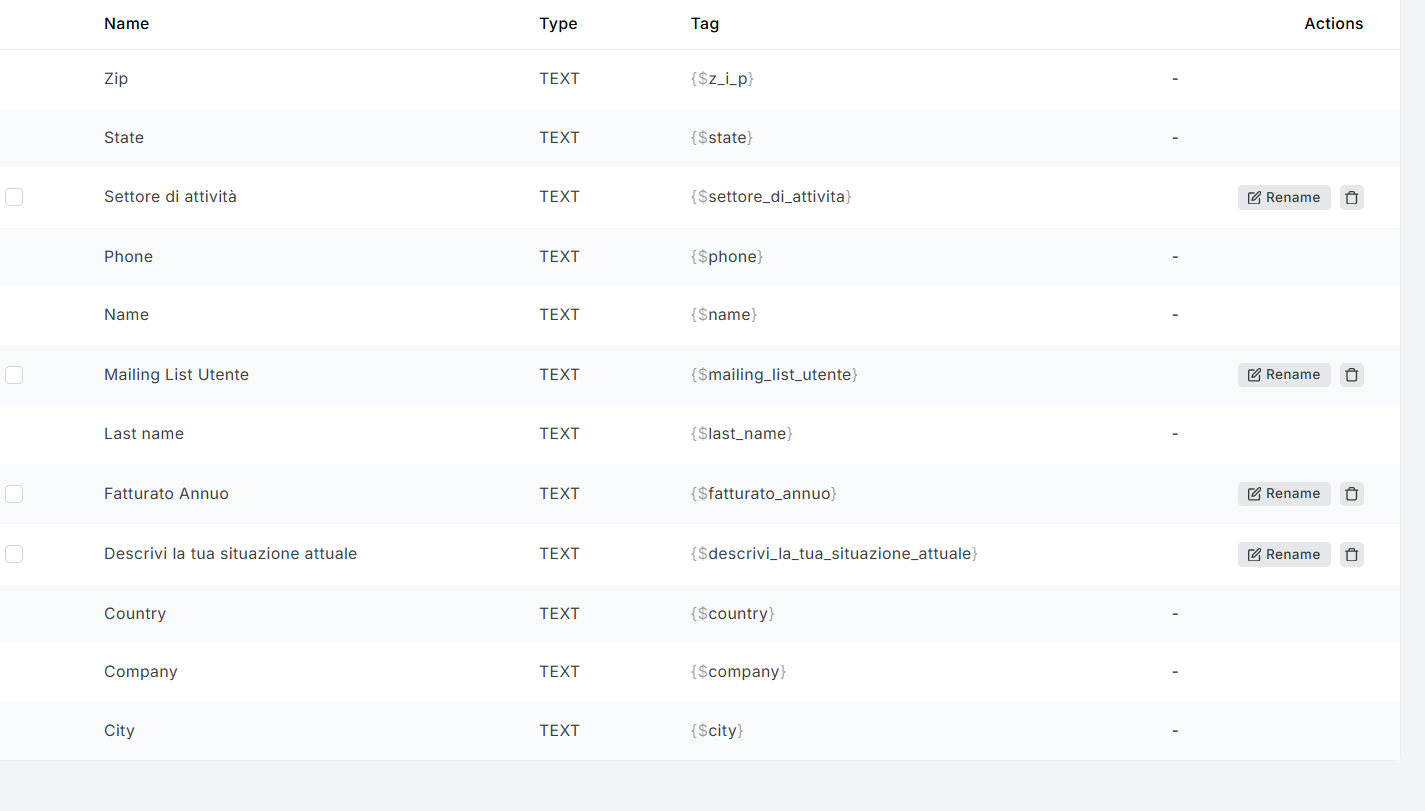 Name Type Tag Actions
Zip TEXT {$z_i_p} -
State TEXT {$state} -
Settore di attività TEXT {$settore_di_attivita} Rename
Phone TEXT {$phone} -
Name TEXT {$name} -
Mailing List Utente TEXT {$mailing_list_utente} Rename
Last name TEXT {$last_name} -
Fatturato Annuo TEXT {$fatturato_annuo} Rename
Descrivi la tua situazione attuale TEXT {$descrivi_la_tua_situazione_attuale} Rename
Country TEXT {$country} -
Company TEXT {$company} -
City TEXT {$city} -